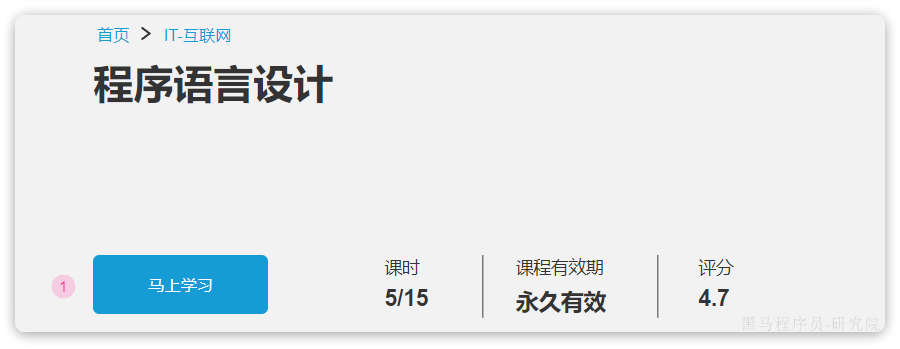 首页 > IT-互联网
程序语言设计
1
马上学习
课时 课程有效期 评分
5/15 永久有效 4.7
黑马程序员-研究院